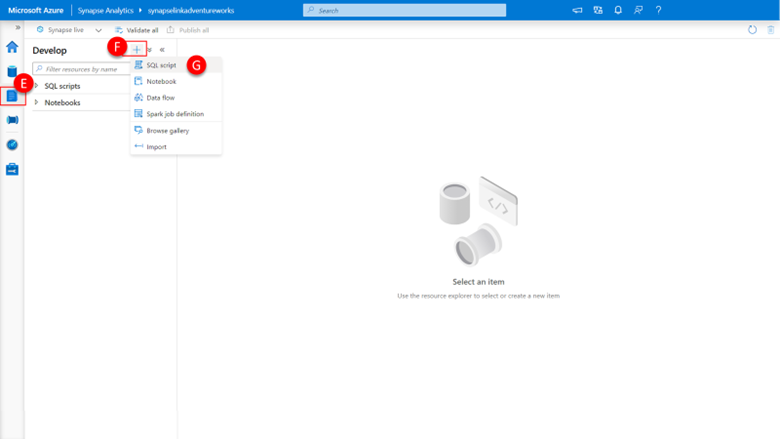 Microsoft Azure Synapse Analytics synapselinkadventureworks Search
Synapse live Validate all Publish all
F
Develop
SQL script G
Filter resources by name
Notebook
E
SQL scripts
Data flow
Notebooks
Spark job definition
Browse gallery
Import
Select an item
Use the resource explorer to select or create a new item